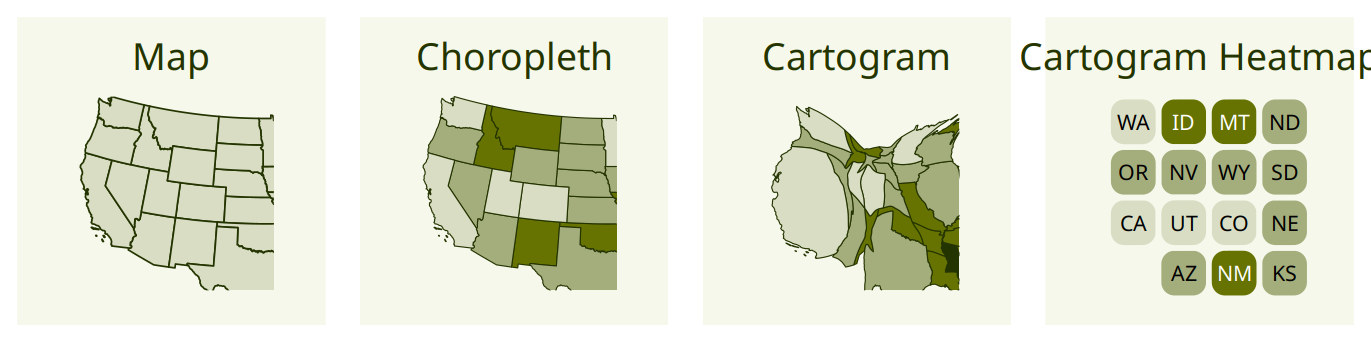 Map
Choropleth
Cartogram
Cartogram Heatmap
WA ID MT ND
OR NV WY SD
CA UT CO NE
AZ NM KS